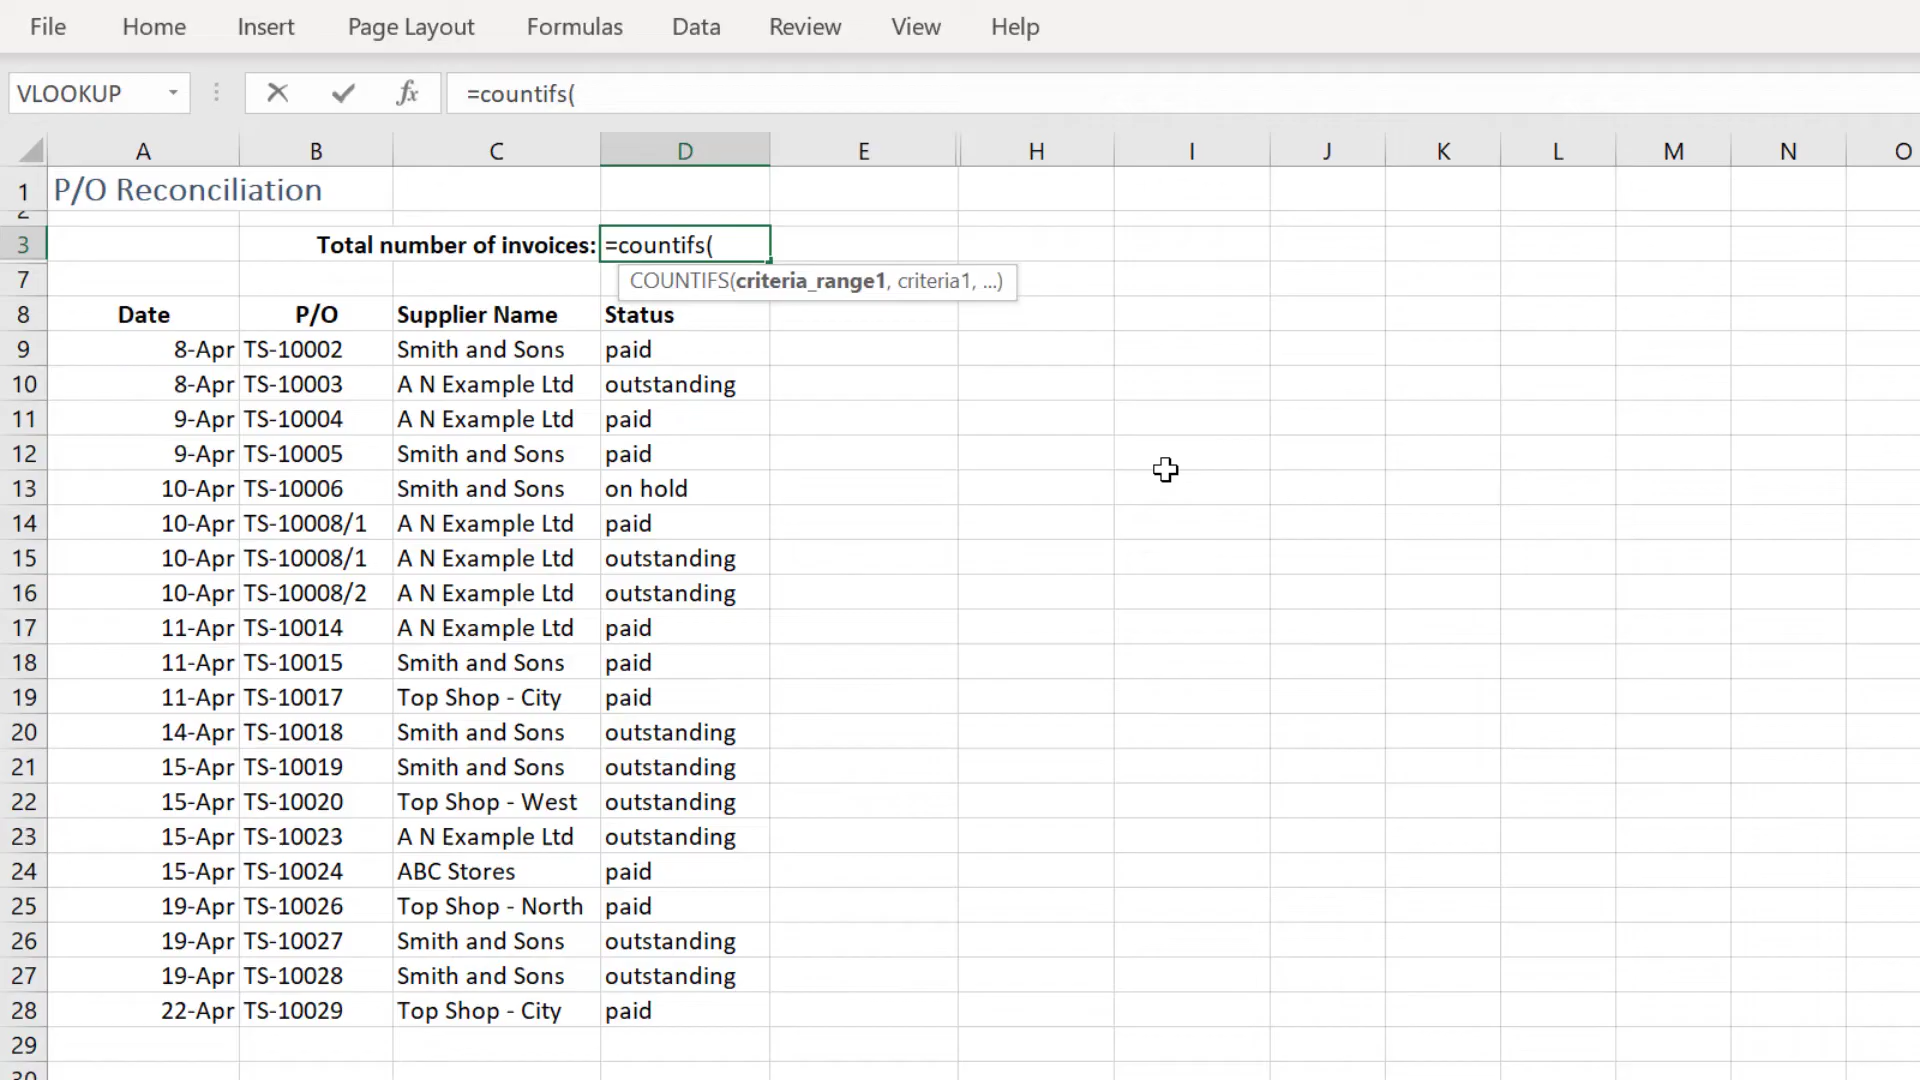 File Home Insert Page Layout Formulas Data Review View Help
VLOOKUP fx =countifs(
A B C D E H I J K L M N O
1 P/O Reconciliation
2
3 Total number of invoices: =countifs(
7 COUNTIFS(criteria_range1, criteria1, ...)
8 Date P/O Supplier Name Status
9 8-Apr TS-10002 Smith and Sons paid
10 8-Apr TS-10003 A N Example Ltd outstanding
11 9-Apr TS-10004 A N Example Ltd paid
12 9-Apr TS-10005 Smith and Sons paid
13 10-Apr TS-10006 Smith and Sons on hold
14 10-Apr TS-10008/1 A N Example Ltd paid
15 10-Apr TS-10008/1 A N Example Ltd outstanding
16 10-Apr TS-10008/2 A N Example Ltd outstanding
17 11-Apr TS-10014 A N Example Ltd paid
18 11-Apr TS-10015 Smith and Sons paid
19 11-Apr TS-10017 Top Shop - City paid
20 14-Apr TS-10018 Smith and Sons outstanding
21 15-Apr TS-10019 Smith and Sons outstanding
22 15-Apr TS-10020 Top Shop - West outstanding
23 15-Apr TS-10023 A N Example Ltd outstanding
24 15-Apr TS-10024 ABC Stores paid
25 19-Apr TS-10026 Top Shop - North paid
26 19-Apr TS-10027 Smith and Sons outstanding
27 19-Apr TS-10028 Smith and Sons outstanding
28 22-Apr TS-10029 Top Shop - City paid
29
30